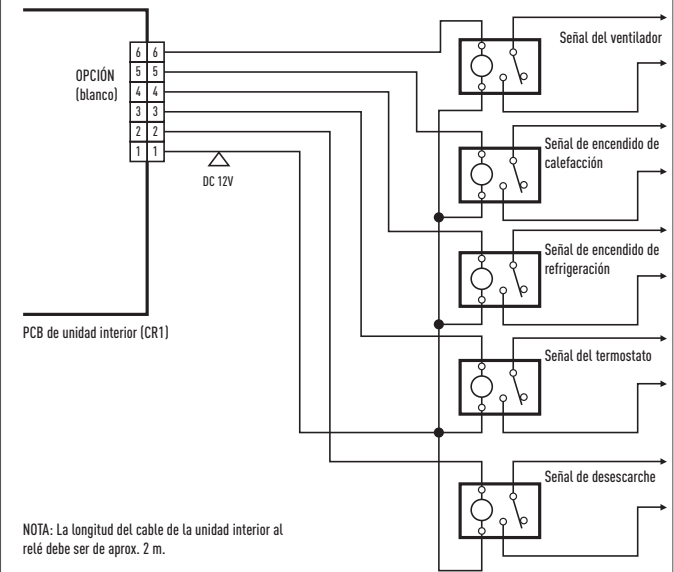 OPCIÓN
(blanco)
6 6
5 5
4 4
3 3
2 2
1 1
DC 12V
PCB de unidad interior (CR1)
Señal del ventilador
Señal de encendido de
calefacción
Señal de encendido de
refrigeración
Señal del termostato
Señal de desescarche
NOTA: La longitud del cable de la unidad interior al
relé debe ser de aprox. 2 m.